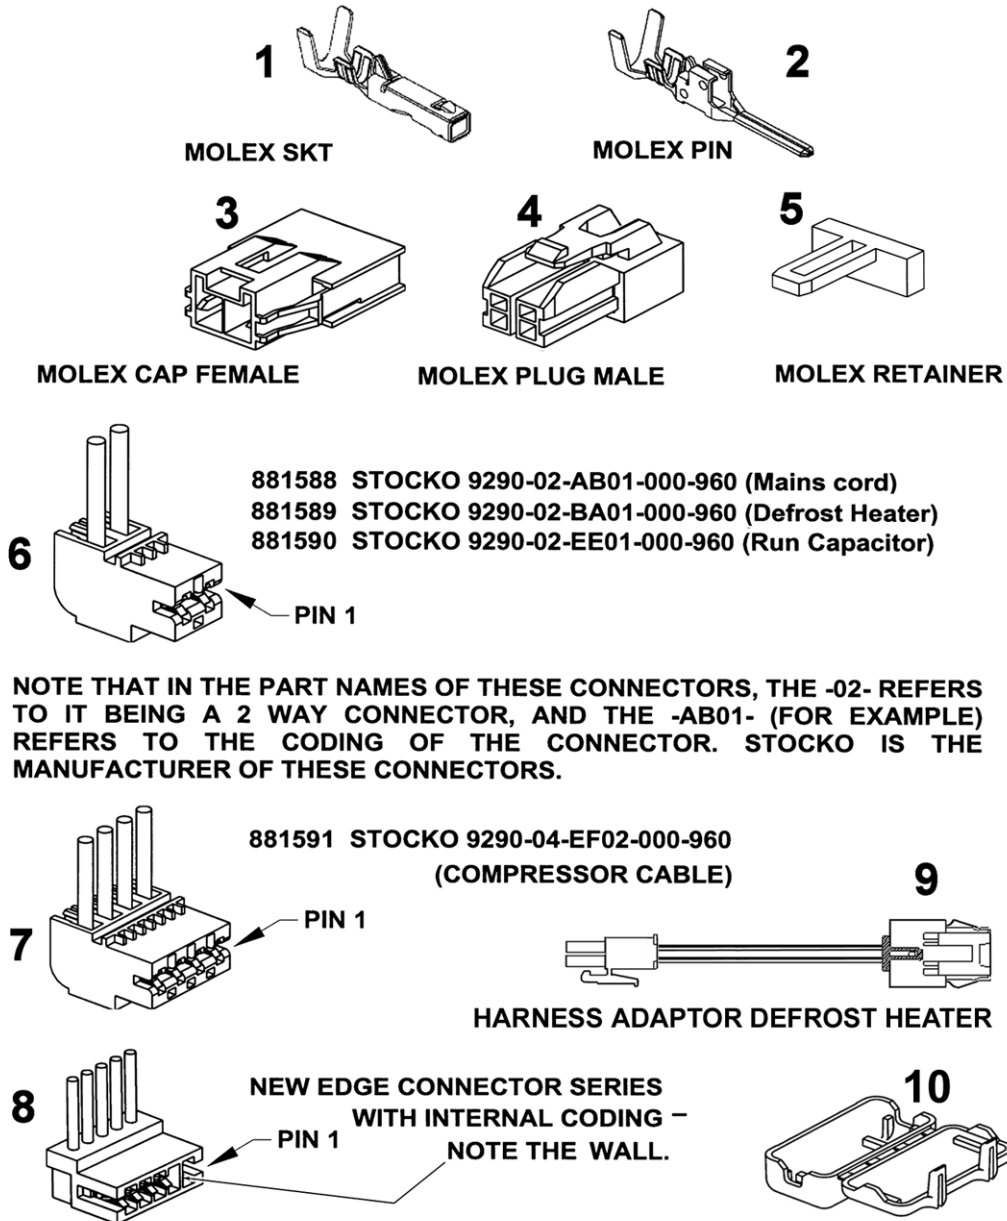 1
2
MOLEX SKT
MOLEX PIN
3
4
5
MOLEX CAP FEMALE
MOLEX PLUG MALE
MOLEX RETAINER
6
881588 STOCKO 9290-02-AB01-000-960 (Mains cord)
881589 STOCKO 9290-02-BA01-000-960 (Defrost Heater)
881590 STOCKO 9290-02-EE01-000-960 (Run Capacitor)
PIN 1
NOTE THAT IN THE PART NAMES OF THESE CONNECTORS, THE -02- REFERS
TO IT BEING A 2 WAY CONNECTOR, AND THE -AB01- (FOR EXAMPLE)
REFERS TO THE CODING OF THE CONNECTOR. STOCKO IS THE
MANUFACTURER OF THESE CONNECTORS.
7
881591 STOCKO 9290-04-EF02-000-960
(COMPRESSOR CABLE)
PIN 1
9
HARNESS ADAPTOR DEFROST HEATER
8
NEW EDGE CONNECTOR SERIES
WITH INTERNAL CODING –
NOTE THE WALL.
PIN 1
10